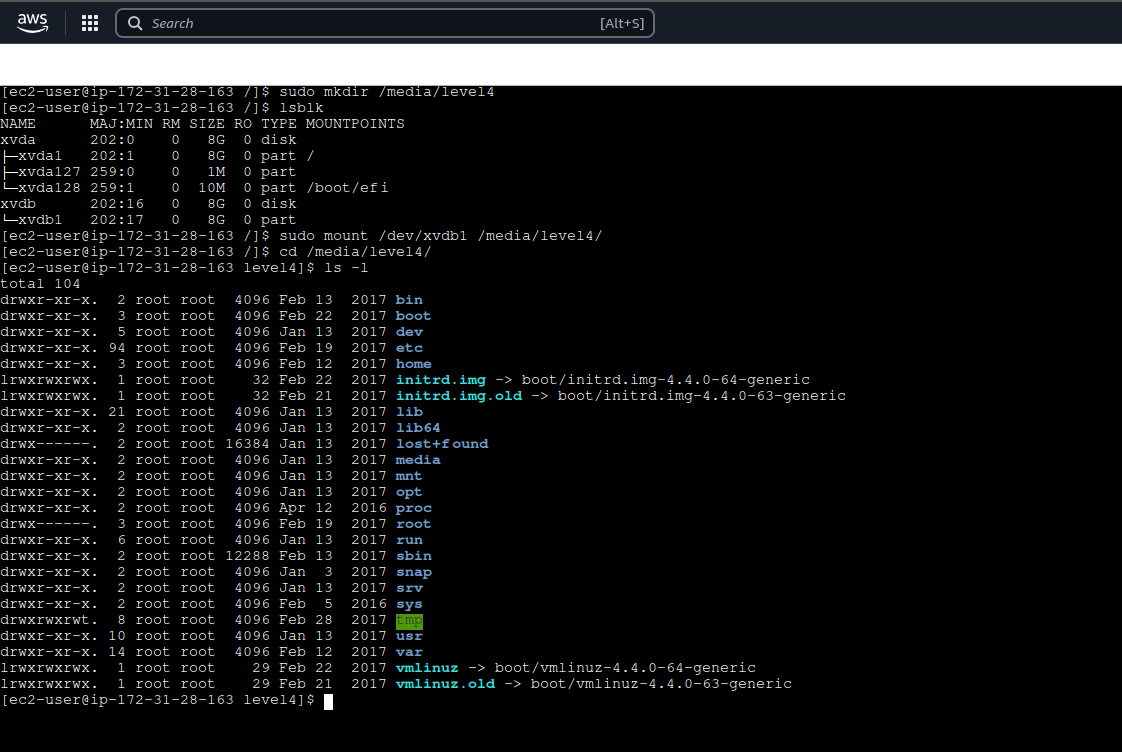 aws
Search [Alt+S]
[ec2-user@ip-172-31-28-163 /]$ sudo mkdir /media/level4
[ec2-user@ip-172-31-28-163 /]$ lsblk
NAME      MAJ:MIN RM SIZE RO TYPE MOUNTPOINTS
xvda      202:0    0   8G  0 disk
├─xvda1   202:1    0   8G  0 part /
├─xvda127 259:0    0   1M  0 part
└─xvda128 259:1    0  10M  0 part /boot/efi
xvdb      202:16   0   8G  0 disk
└─xvdb1   202:17   0   8G  0 part
[ec2-user@ip-172-31-28-163 /]$ sudo mount /dev/xvdb1 /media/level4/
[ec2-user@ip-172-31-28-163 /]$ cd /media/level4/
[ec2-user@ip-172-31-28-163 level4]$ ls -l
total 104
drwxr-xr-x.  2 root root  4096 Feb 13  2017 bin
drwxr-xr-x.  3 root root  4096 Feb 22  2017 boot
drwxr-xr-x.  5 root root  4096 Jan 13  2017 dev
drwxr-xr-x. 94 root root  4096 Feb 19  2017 etc
drwxr-xr-x.  3 root root  4096 Feb 12  2017 home
lrwxrwxrwx.  1 root root    32 Feb 22  2017 initrd.img -> boot/initrd.img-4.4.0-64-generic
lrwxrwxrwx.  1 root root    32 Feb 21  2017 initrd.img.old -> boot/initrd.img-4.4.0-63-generic
drwxr-xr-x. 21 root root  4096 Jan 13  2017 lib
drwxr-xr-x.  2 root root  4096 Jan 13  2017 lib64
drwx------.  2 root root 16384 Jan 13  2017 lost+found
drwxr-xr-x.  2 root root  4096 Jan 13  2017 media
drwxr-xr-x.  2 root root  4096 Jan 13  2017 mnt
drwxr-xr-x.  2 root root  4096 Jan 13  2017 opt
drwxr-xr-x.  2 root root  4096 Apr 12  2016 proc
drwx------.  3 root root  4096 Feb 19  2017 root
drwxr-xr-x.  6 root root  4096 Jan 13  2017 run
drwxr-xr-x.  2 root root 12288 Feb 13  2017 sbin
drwxr-xr-x.  2 root root  4096 Jan  3  2017 snap
drwxr-xr-x.  2 root root  4096 Jan 13  2017 srv
drwxr-xr-x.  2 root root  4096 Feb  5  2016 sys
drwxrwxrwt.  8 root root  4096 Feb 28  2017 tmp
drwxr-xr-x. 10 root root  4096 Jan 13  2017 usr
drwxr-xr-x. 14 root root  4096 Feb 12  2017 var
lrwxrwxrwx.  1 root root    29 Feb 22  2017 vmlinuz -> boot/vmlinuz-4.4.0-64-generic
lrwxrwxrwx.  1 root root    29 Feb 21  2017 vmlinuz.old -> boot/vmlinuz-4.4.0-63-generic
[ec2-user@ip-172-31-28-163 level4]$